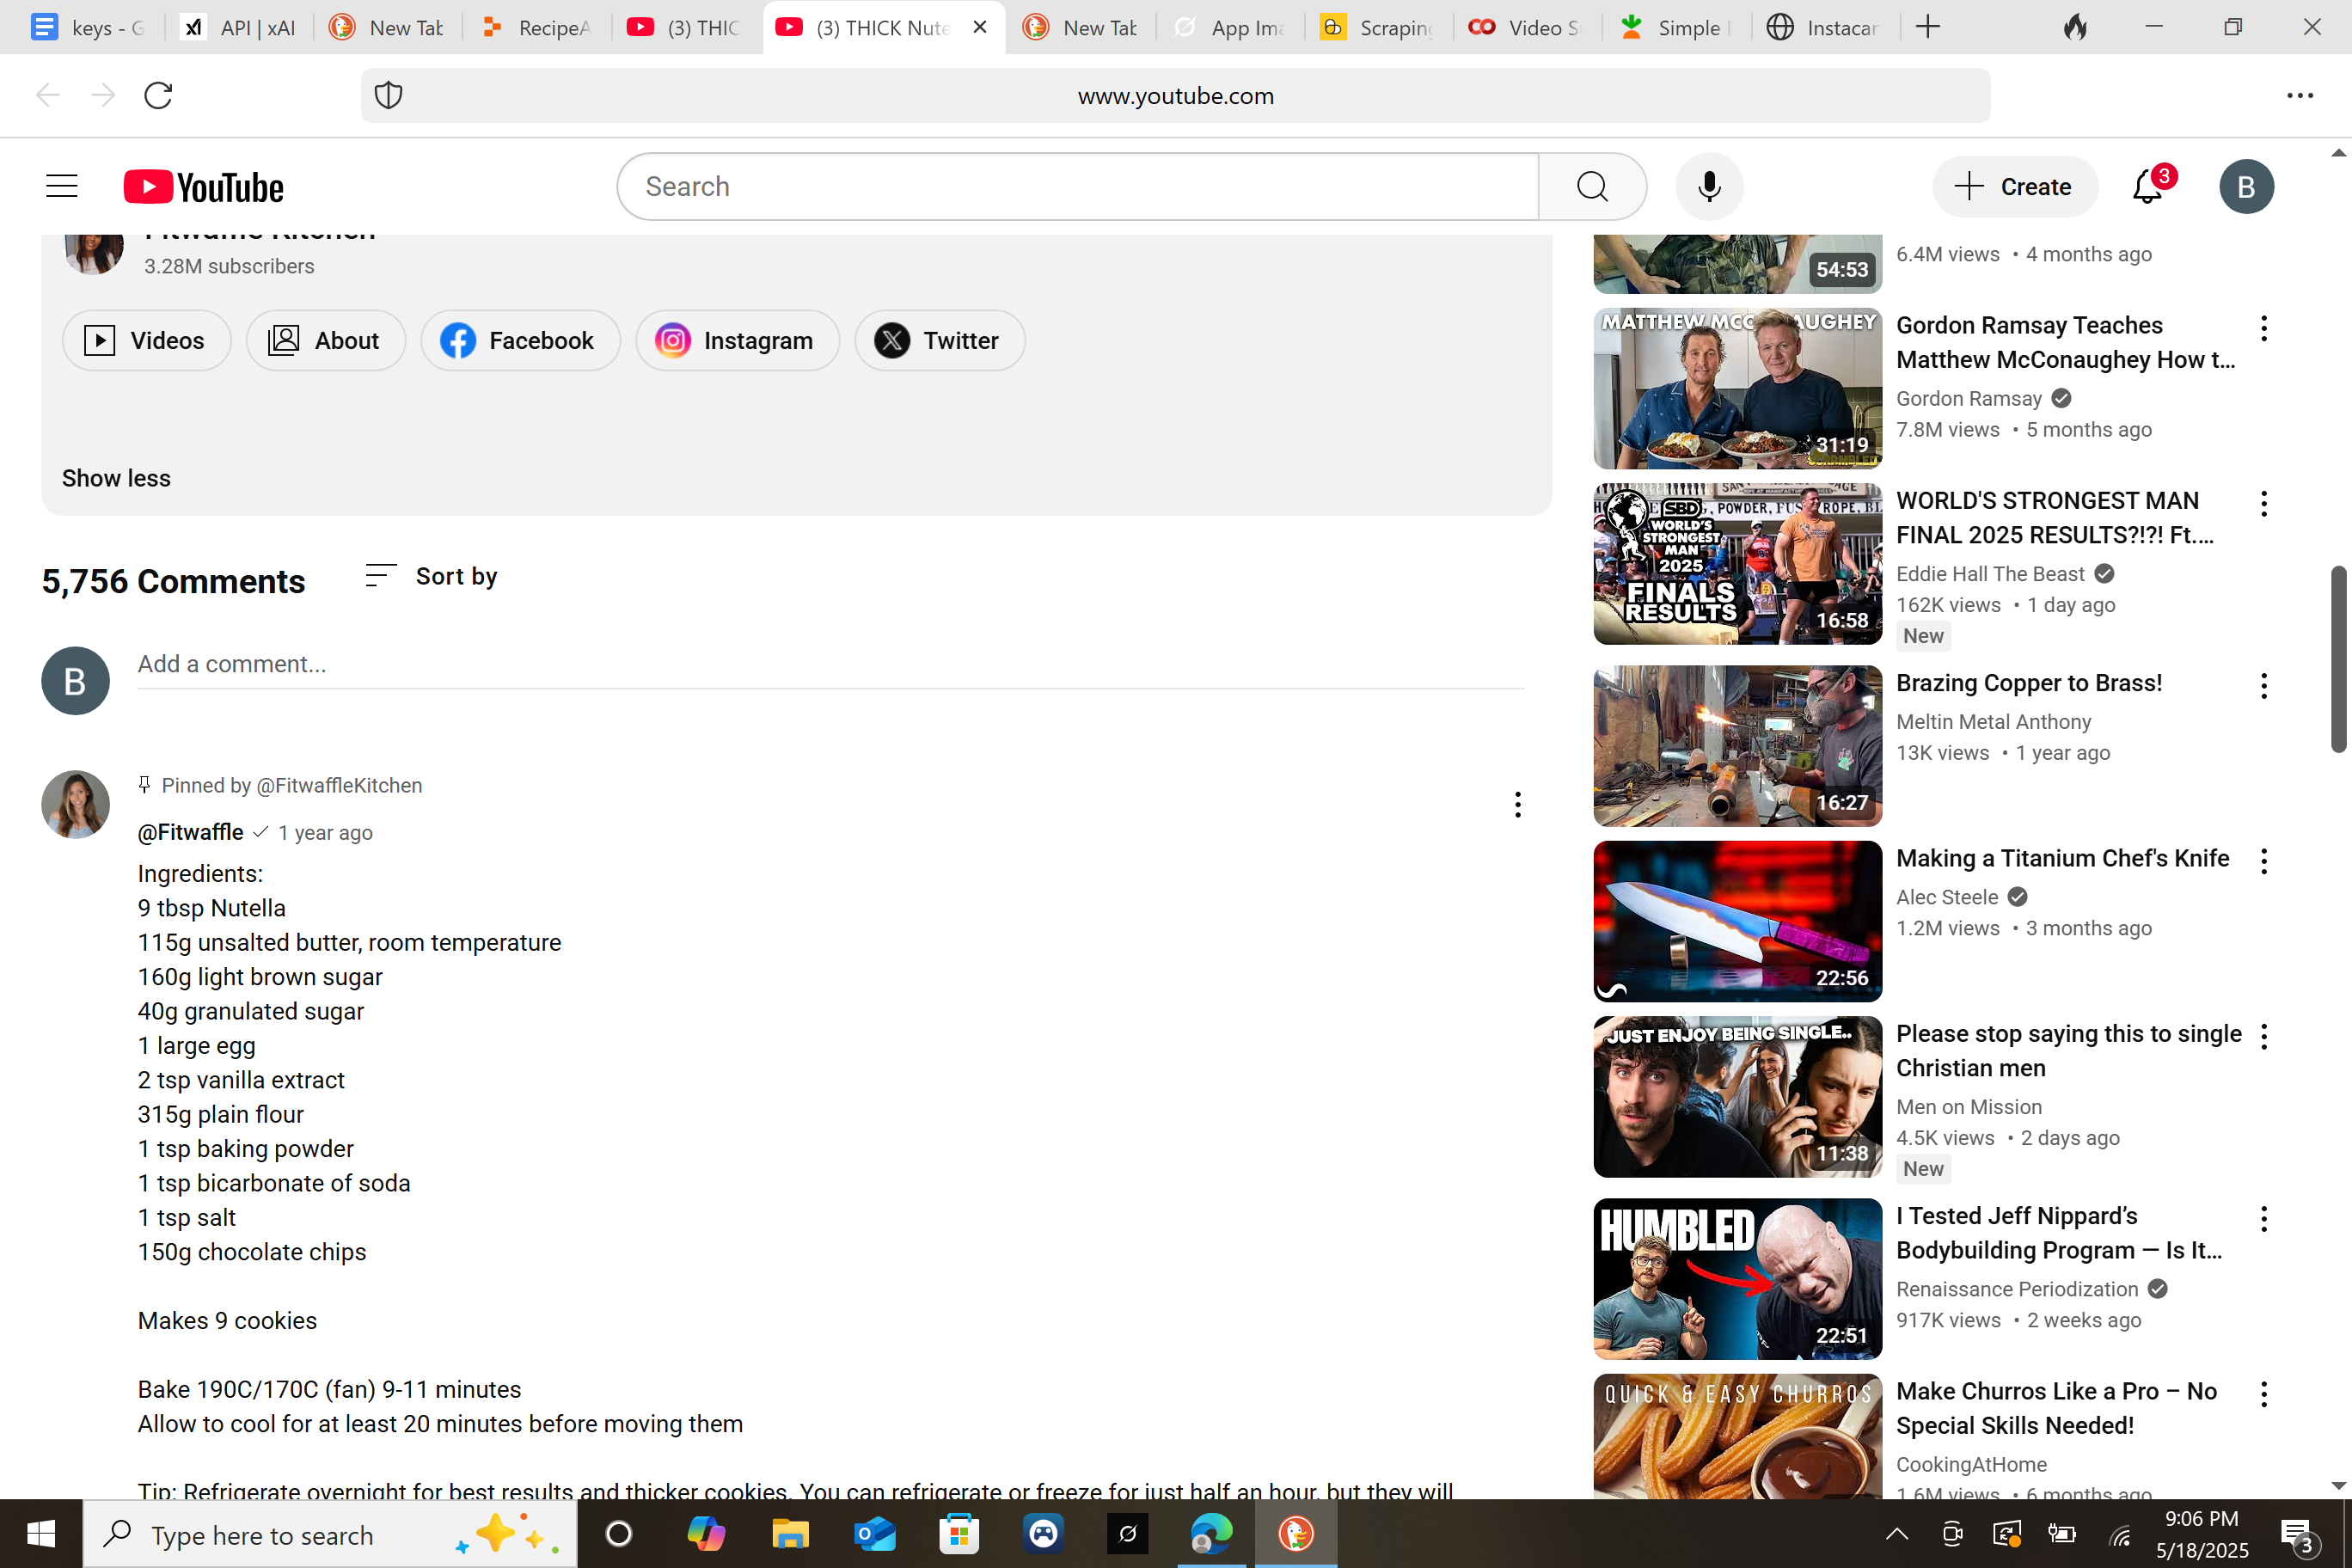 keys - G
API | xAI
New Tab
RecipeA
(3) THIC
(3) THICK Nute
New Tab
App Ima
Scraping
Video S
Simple
Instacar
www.youtube.com
YouTube
Search
Create
3
B
Fitwaffle Kitchen
3.28M subscribers
Videos
About
Facebook
Instagram
Twitter
Show less
5,756 Comments
Sort by
B
Add a comment...
Pinned by @FitwaffleKitchen
@Fitwaffle 1 year ago
Ingredients:
9 tbsp Nutella
115g unsalted butter, room temperature
160g light brown sugar
40g granulated sugar
1 large egg
2 tsp vanilla extract
315g plain flour
1 tsp baking powder
1 tsp bicarbonate of soda
1 tsp salt
150g chocolate chips
Makes 9 cookies
Bake 190C/170C (fan) 9-11 minutes
Allow to cool for at least 20 minutes before moving them
Tip: Refrigerate overnight for best results and thicker cookies. You can refrigerate or freeze for just half an hour, but they will
54:53
6.4M views • 4 months ago
MATTHEW MCCONAUGHEY
31:19
SCRAMBLED
Gordon Ramsay Teaches
Matthew McConaughey How t...
Gordon Ramsay
7.8M views • 5 months ago
POWDER, FUS ROPE, BL
SBD
WORLD'S
STRONGEST
MAN
2025
FINALS
RESULTS
16:58
WORLD'S STRONGEST MAN
FINAL 2025 RESULTS?!?! Ft....
Eddie Hall The Beast
162K views • 1 day ago
New
16:27
Brazing Copper to Brass!
Meltin Metal Anthony
13K views • 1 year ago
22:56
Making a Titanium Chef's Knife
Alec Steele
1.2M views • 3 months ago
JUST ENJOY BEING SINGLE..
11:38
Please stop saying this to single
Christian men
Men on Mission
4.5K views • 2 days ago
New
HUMBLED
22:51
I Tested Jeff Nippard’s
Bodybuilding Program — Is It...
Renaissance Periodization
917K views • 2 weeks ago
QUICK & EASY CHURROS
Make Churros Like a Pro – No
Special Skills Needed!
CookingAtHome
1.6M views • 6 months ago
Type here to search
9:06 PM
5/18/2025
3